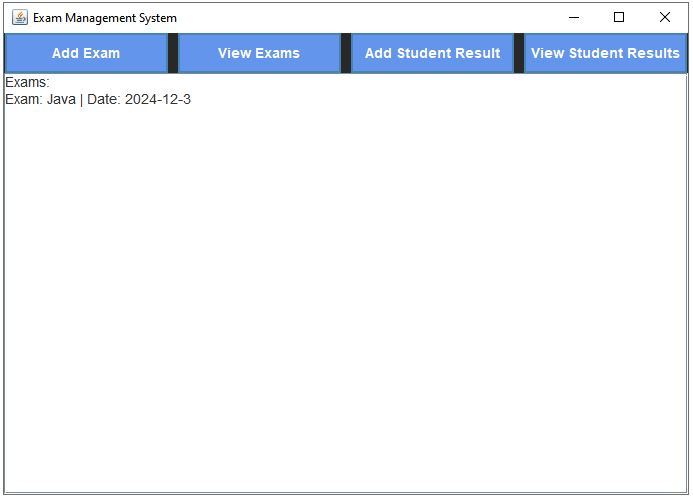 Exam Management System
Add Exam View Exams Add Student Result View Student Results
Exams:
Exam: Java | Date: 2024-12-3